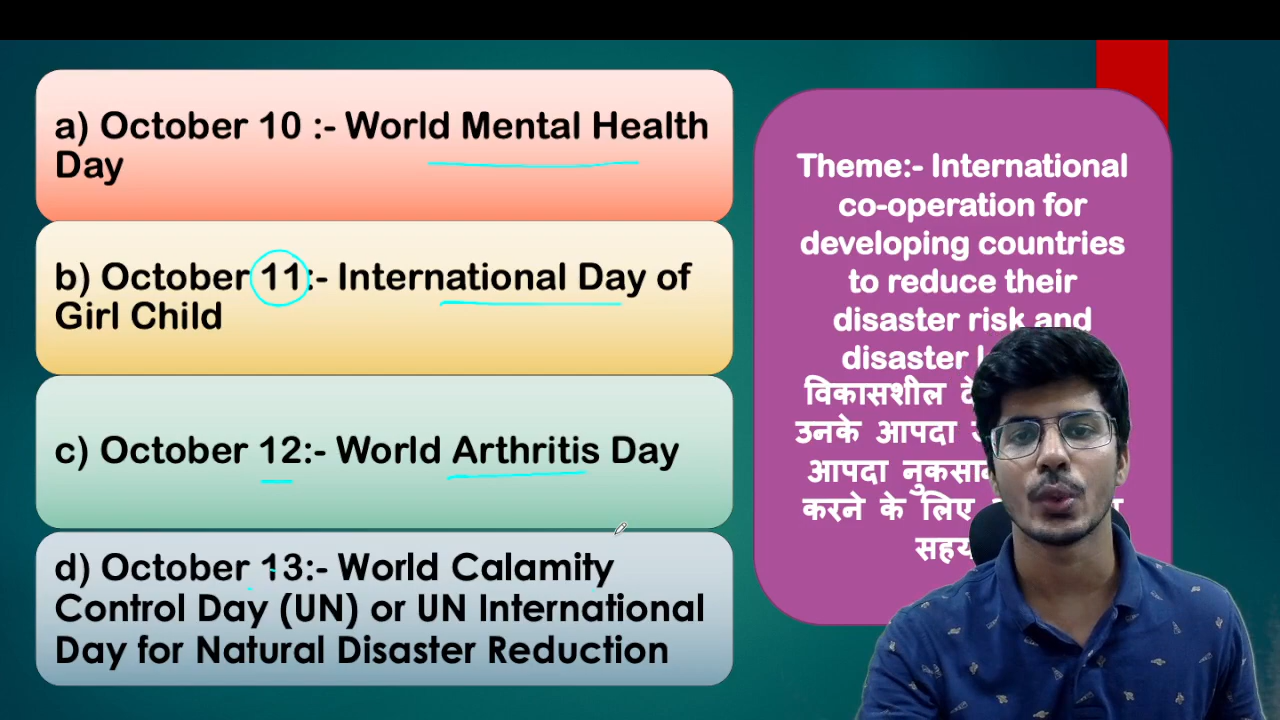 a) October 10 :- World Mental Health
Day
b) October 11:- International Day of
Girl Child
c) October 12:- World Arthritis Day
d) October 13:- World Calamity
Control Day (UN) or UN International
Day for Natural Disaster Reduction
Theme:- International
co-operation for
developing countries
to reduce their
disaster risk and
disaster
विकासशील
उनके आपदा
आपदा
करने के लिए